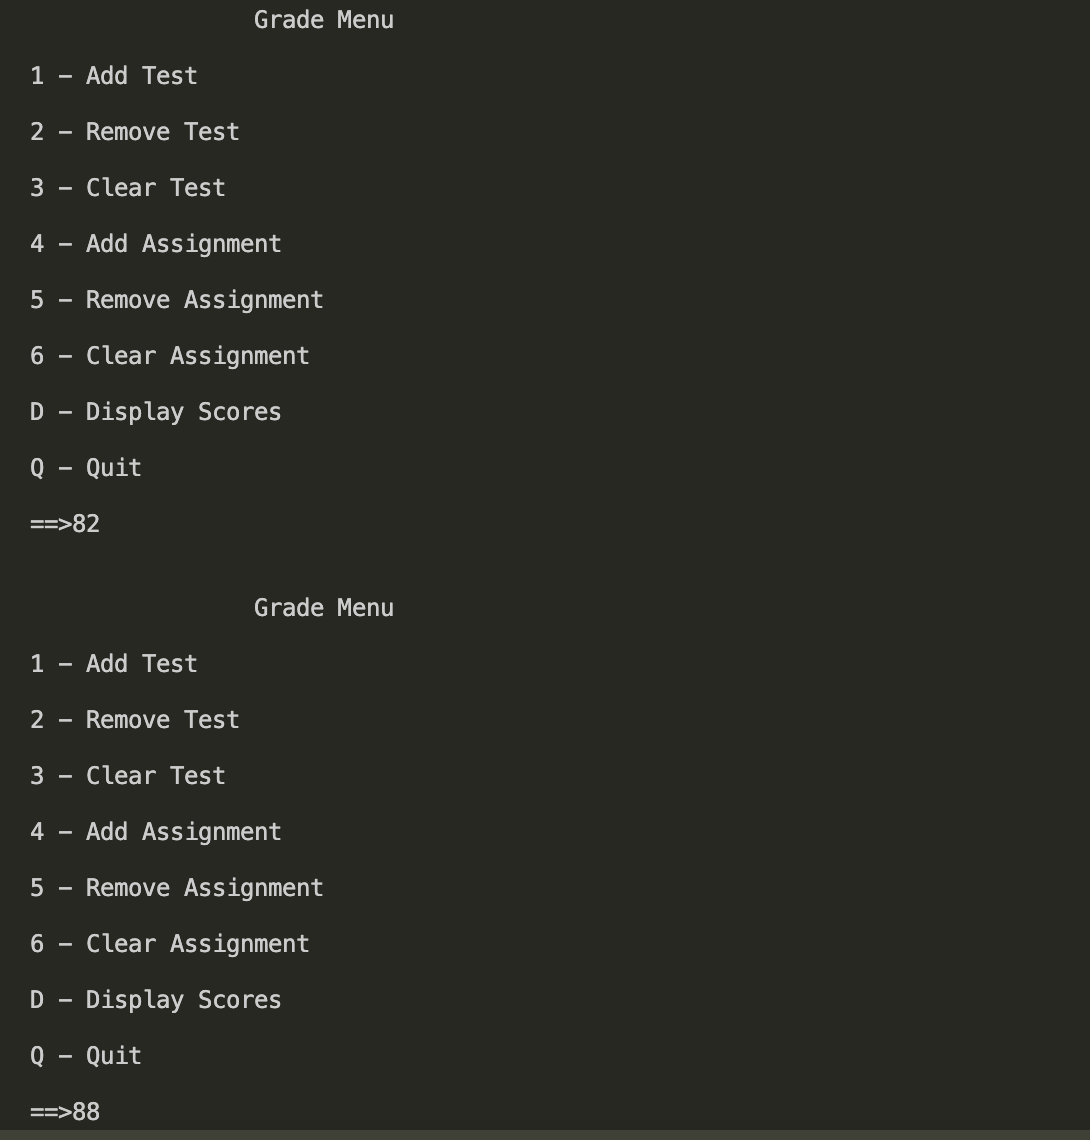 Grade Menu
1 – Add Test
2 – Remove Test
3 – Clear Test
4 – Add Assignment
5 – Remove Assignment
6 – Clear Assignment
D – Display Scores
Q – Quit
==>82
Grade Menu
1 – Add Test
2 – Remove Test
3 – Clear Test
4 – Add Assignment
5 – Remove Assignment
6 – Clear Assignment
D – Display Scores
Q – Quit
==>88